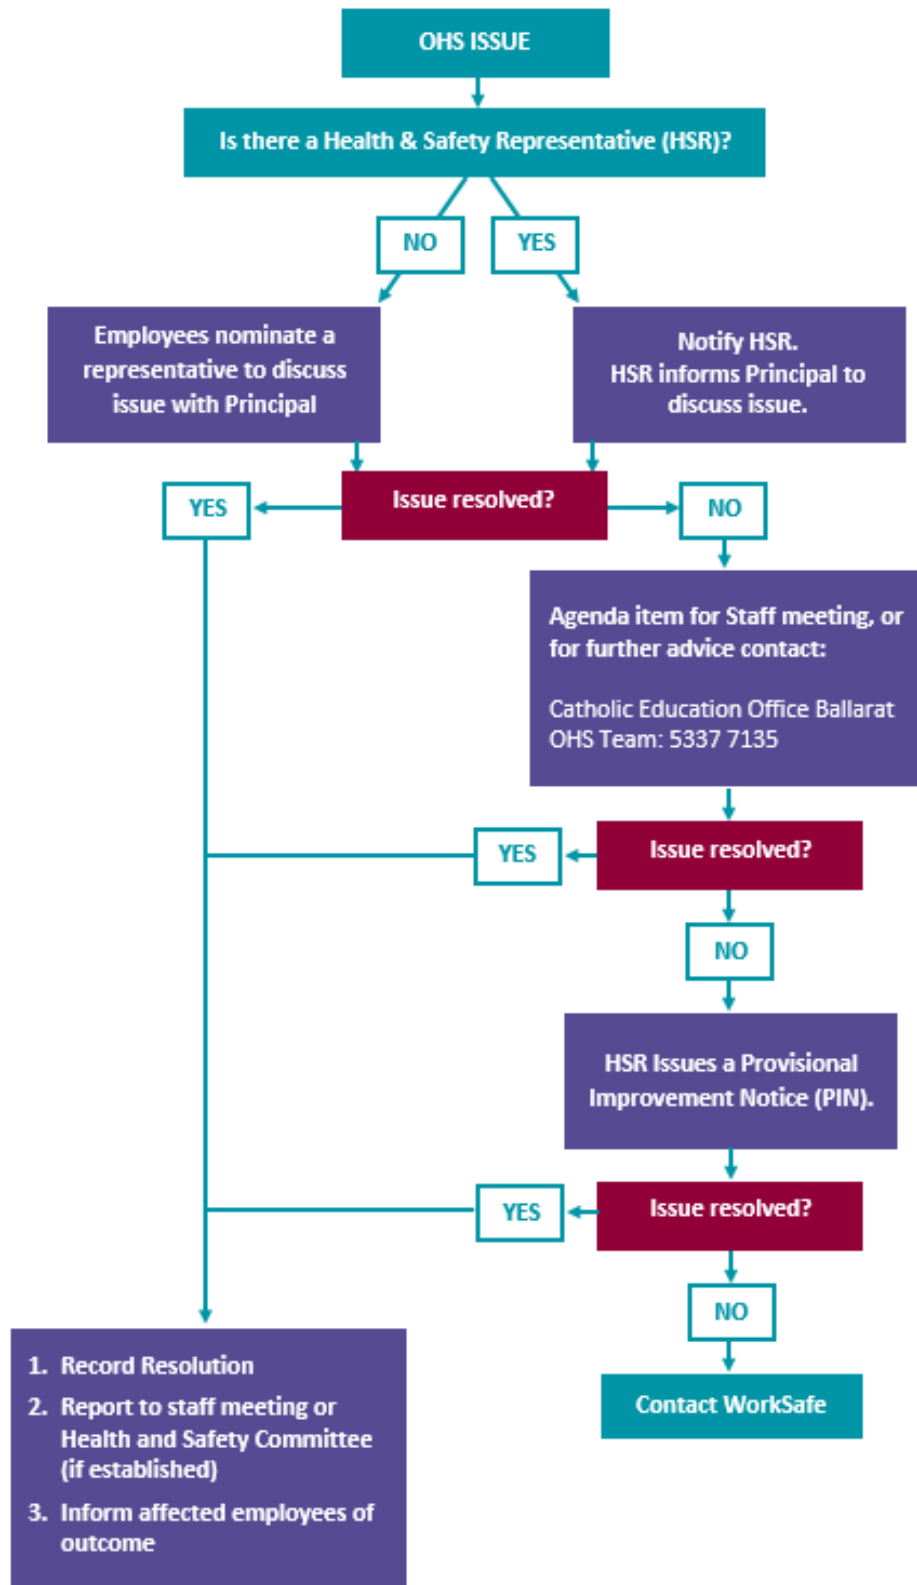 OHS ISSUE
Is there a Health & Safety Representative (HSR)?
NO
YES
Employees nominate a
representative to discuss
issue with Principal
Notify HSR.
HSR informs Principal to
discuss issue.
YES
Issue resolved?
NO
Agenda item for Staff meeting, or
for further advice contact:
Catholic Education Office Ballarat
OHS Team: 5337 7135
YES
Issue resolved?
NO
HSR Issues a Provisional
Improvement Notice (PIN).
YES
Issue resolved?
NO
Contact WorkSafe
1. Record Resolution
2. Report to staff meeting or
Health and Safety Committee
(if established)
3. Inform affected employees of
outcome